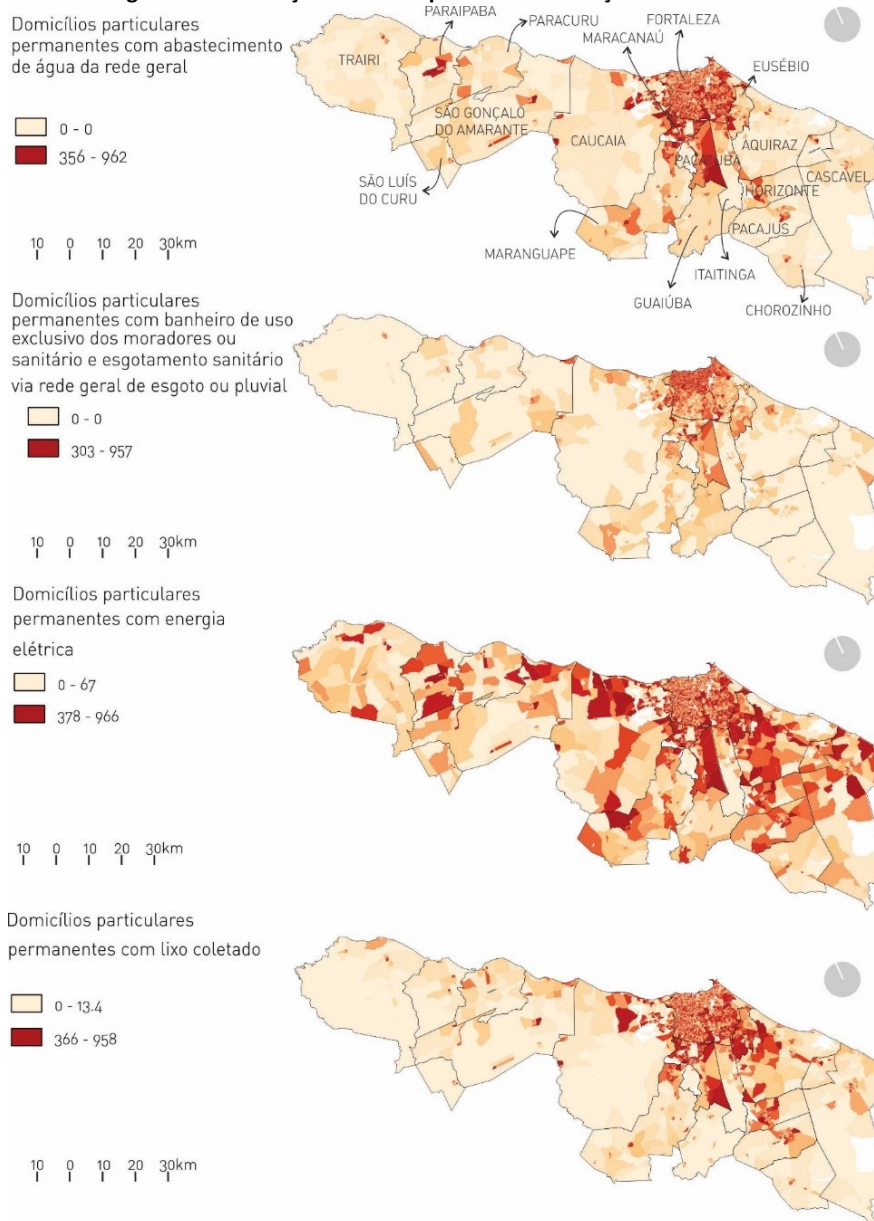 Domicílios particulares
permanentes com abastecimento
de água da rede geral
0 - 0
356 - 962
10 0 10 20 30km
PARAIPABA
PARACURU
FORTALEZA
MARACANAÚ
TRAIRI
EUSÉBIO
SÃO GONÇALO
DO AMARANTE
CAUCAIA
PACATUBA
AQUIRAZ
CASCAVEL
HORIZONTE
SÃO LUÍS
DO CURU
PACAJUS
MARANGUAPE
ITAITINGA
GUAIÚBA
CHOROZINHO
Domicílios particulares
permanentes com banheiro de uso
exclusivo dos moradores ou
sanitário e esgotamento sanitário
via rede geral de esgoto ou pluvial
0 - 0
303 - 957
10 0 10 20 30km
Domicílios particulares
permanentes com energia
elétrica
0 - 67
378 - 966
10 0 10 20 30km
Domicílios particulares
permanentes com lixo coletado
0 - 13.4
366 - 958
10 0 10 20 30km